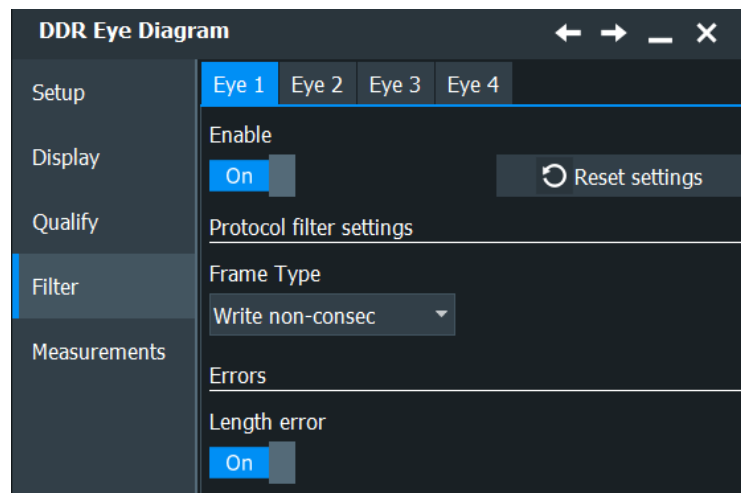 DDR Eye Diagram
Setup
Display
Qualify
Filter
Measurements
Eye 1 Eye 2 Eye 3 Eye 4
Enable
On
Reset settings
Protocol filter settings
Frame Type
Write non-consec
Errors
Length error
On